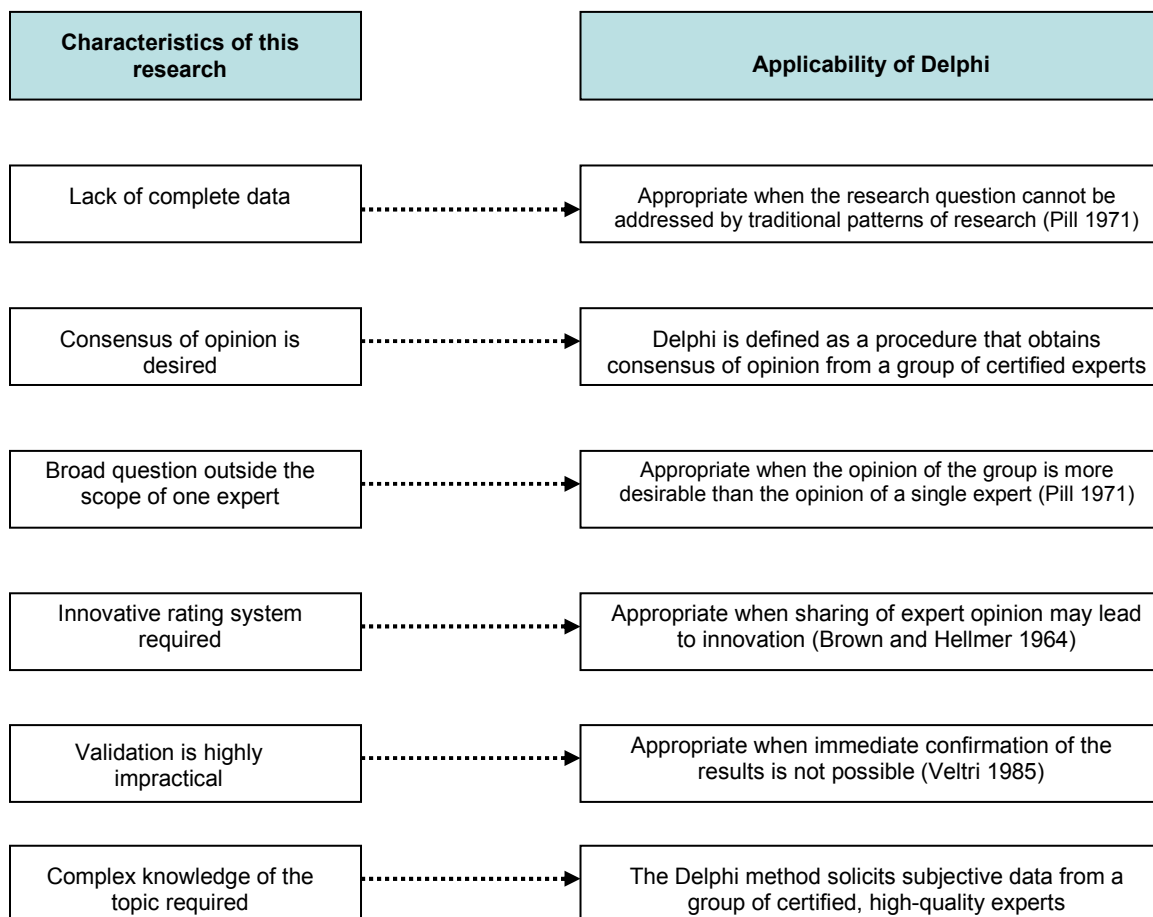 Characteristics of this
research
Applicability of Delphi
Lack of complete data
Appropriate when the research question cannot be
addressed by traditional patterns of research (Pill 1971)
Consensus of opinion is
desired
Delphi is defined as a procedure that obtains
consensus of opinion from a group of certified experts
Broad question outside the
scope of one expert
Appropriate when the opinion of the group is more
desirable than the opinion of a single expert (Pill 1971)
Innovative rating system
required
Appropriate when sharing of expert opinion may lead
to innovation (Brown and Hellmer 1964)
Validation is highly
impractical
Appropriate when immediate confirmation of the
results is not possible (Veltri 1985)
Complex knowledge of the
topic required
The Delphi method solicits subjective data from a
group of certified, high-quality experts